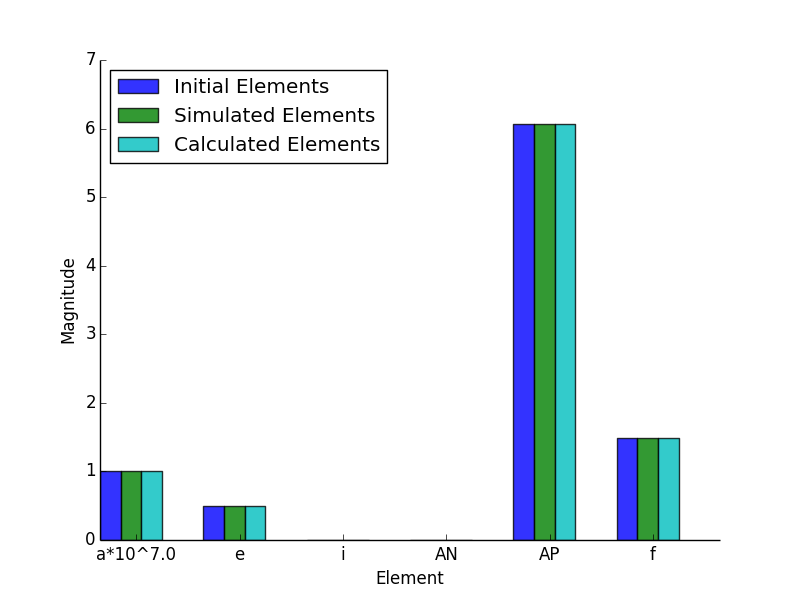 7
6
5
4
3
2
1
0
Magnitude
Initial Elements
Simulated Elements
Calculated Elements
a*10^7.0 e i AN AP f
Element